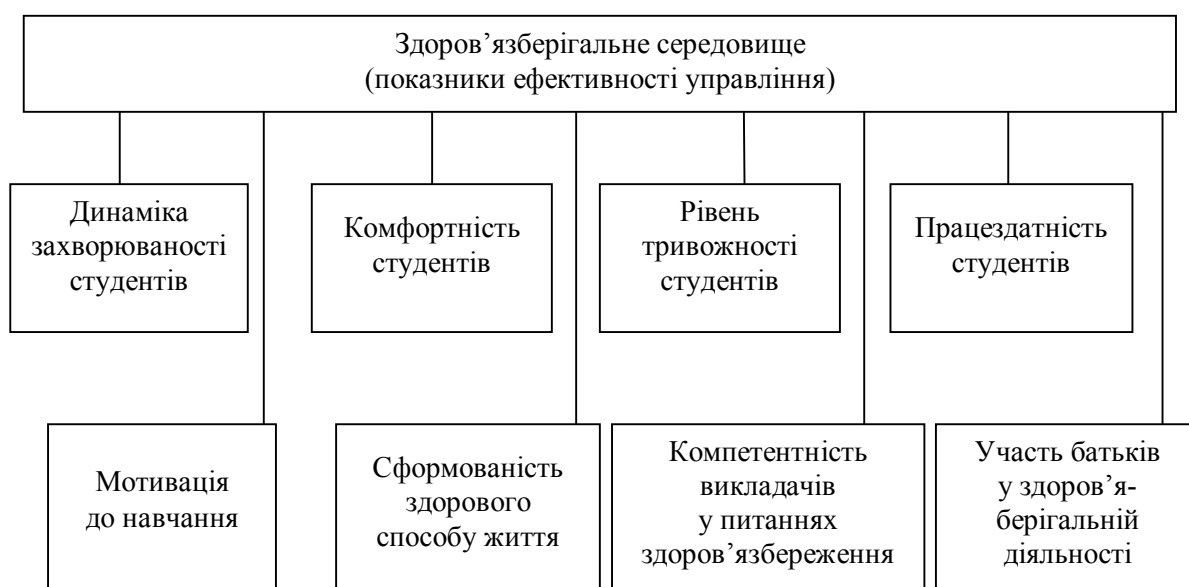 Здоров’язберігальне середовище
(показники ефективності управління)
Динаміка
захворюваності
студентів
Комфортність
студентів
Рівень
тривожності
студентів
Працездатність
студентів
Мотивація
до навчання
Сформованість
здорового
способу життя
Компетентність
викладачів
у питаннях
здоров’язбереження
Участь батьків
у здоров’я-
берігальній
діяльності